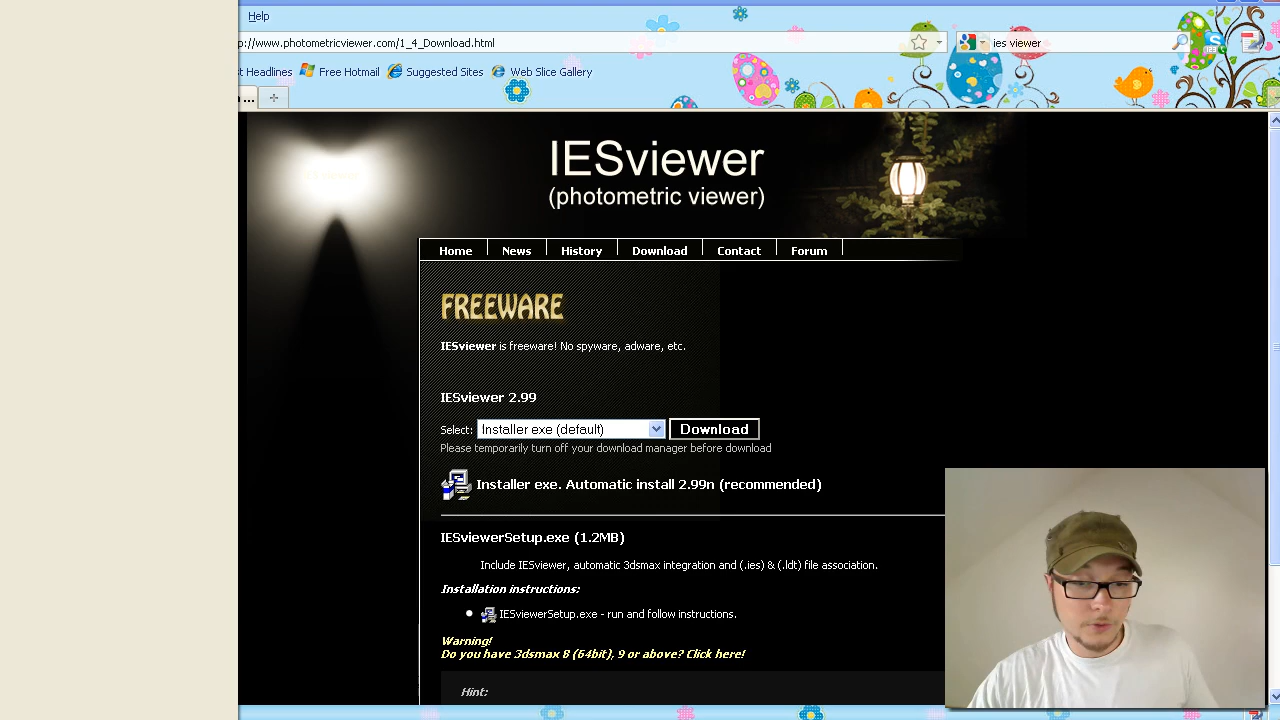 Help
p://www.photometricviewer.com/1_4_Download.html
ies viewer
t Headlines Free Hotmail Suggested Sites Web Slice Gallery
...
IESviewer
(photometric viewer)
Home News History Download Contact Forum
FREEWARE
IESviewer is freeware! No spyware, adware, etc.
IESviewer 2.99
Select: Installer exe (default) Download
Please temporarily turn off your download manager before download
Installer exe. Automatic install 2.99n (recommended)
IESviewerSetup.exe (1.2MB)
Include IESviewer, automatic 3dsmax integration and (.ies) & (.ldt) file association.
Installation instructions:
IESviewerSetup.exe - run and follow instructions.
Warning!
Do you have 3dsmax 8 (64bit), 9 or above? Click here!
Hint: